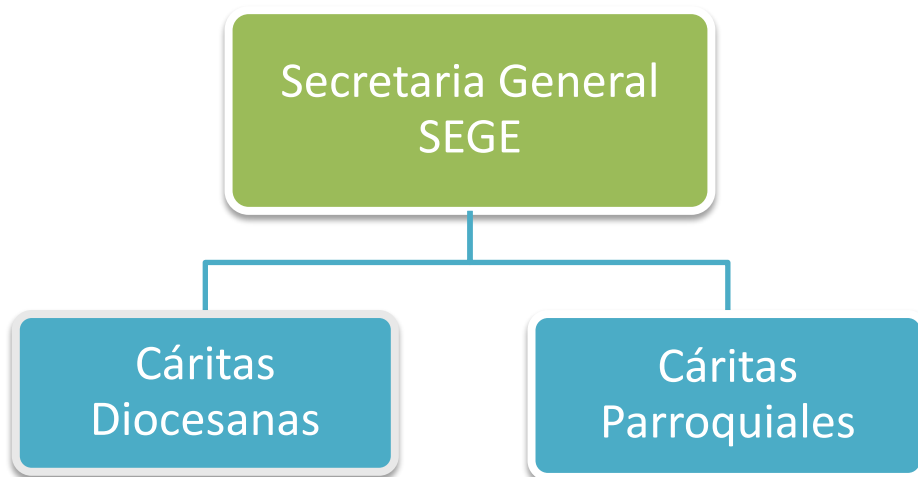 Secretaria General
SEGE
Cáritas
Diocesanas
Cáritas
Parroquiales